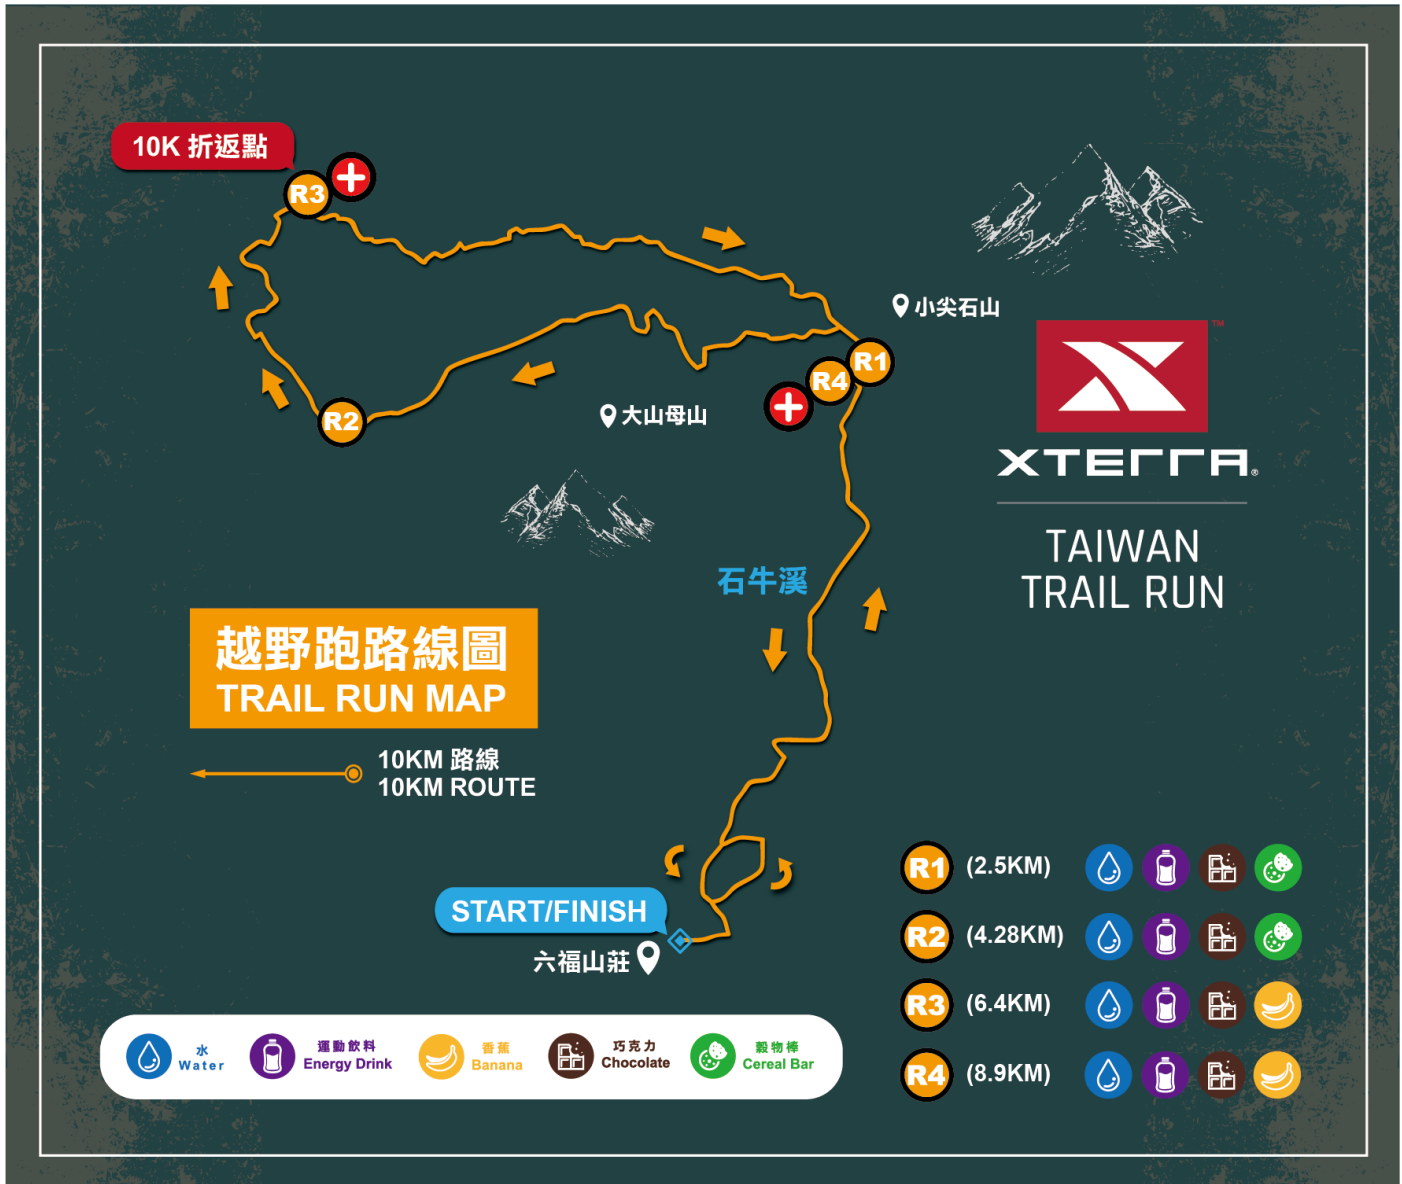 10K 折返點
R3
小尖石山
R1
R4
大山母山
R2
TM
XTERRA®
TAIWAN
TRAIL RUN
石牛溪
越野跑路線圖
TRAIL RUN MAP
10KM 路線
10KM ROUTE
START/FINISH
六福山莊
R1 (2.5KM)
R2 (4.28KM)
R3 (6.4KM)
R4 (8.9KM)
水
Water
運動飲料
Energy Drink
香蕉
Banana
巧克力
Chocolate
穀物棒
Cereal Bar